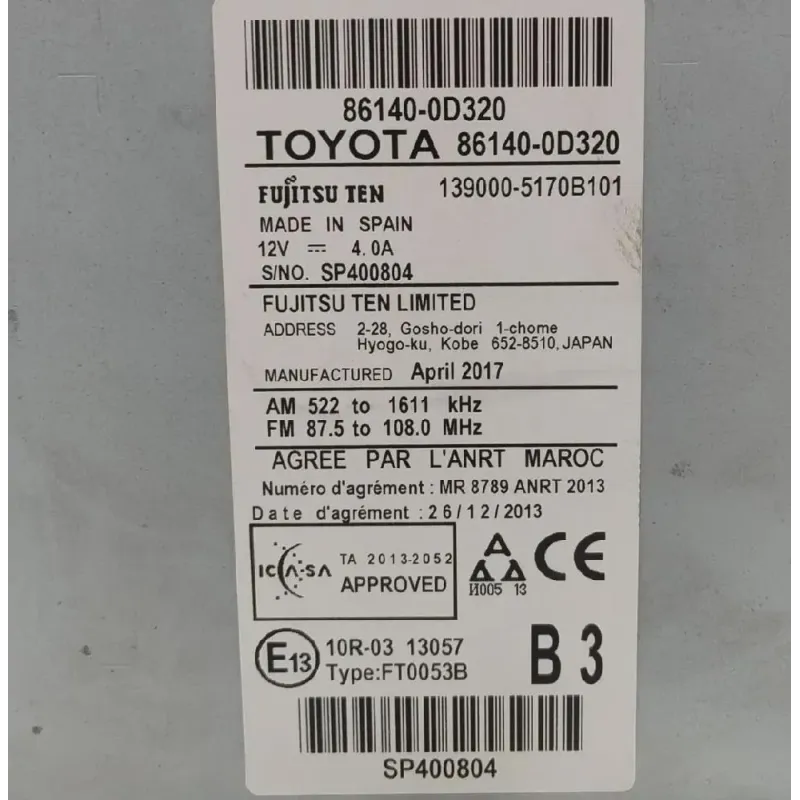 86140-0D320
TOYOTA 86140-0D320
FUJITSU TEN 139000-5170B101
MADE IN SPAIN
12V ⎓ 4.0A
S/NO. SP400804
FUJITSU TEN LIMITED
ADDRESS 2-28, Gosho-dori 1-chome
Hyogo-ku, Kobe 652-8510, JAPAN
MANUFACTURED April 2017
AM 522 to 1611 kHz
FM 87.5 to 108.0 MHz
AGREE PAR L'ANRT MAROC
Numéro d'agrément : MR 8789 ANRT 2013
Date d'agrément : 26/12/2013
ICASA TA 2013-2052
APPROVED
И005 13
CE
E13 10R-03 13057
Type:FT0053B
B 3
SP400804